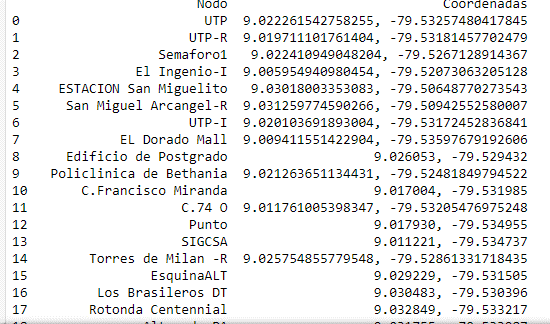 Nodo Coordenadas
0 UTP 9.022261542758255, -79.53257480417845
1 UTP-R 9.019711101761404, -79.53181457702479
2 Semaforo1 9.022410949048204, -79.5267128914367
3 El Ingenio-I 9.005954940980454, -79.52073063205128
4 ESTACION San Miguelito 9.03018003353083, -79.50648770273543
5 San Miguel Arcangel-R 9.031259774590266, -79.50942552580007
6 UTP-I 9.020103691893004, -79.53172452836841
7 EL Dorado Mall 9.009411551422904, -79.53597679192606
8 Edificio de Postgrado 9.026053, -79.529432
9 Policlinica de Bethania 9.021263651134431, -79.52481849794522
10 C.Francisco Miranda 9.017004, -79.531985
11 C.74 O 9.011761005398347, -79.53205476975248
12 Punto 9.017930, -79.534955
13 SIGCSA 9.011221, -79.534737
14 Torres de Milan -R 9.025754855779548, -79.52861331718435
15 EsquinaALT 9.029229, -79.531505
16 Los Brasileros DT 9.030483, -79.530396
17 Rotonda Centennial 9.032849, -79.533217